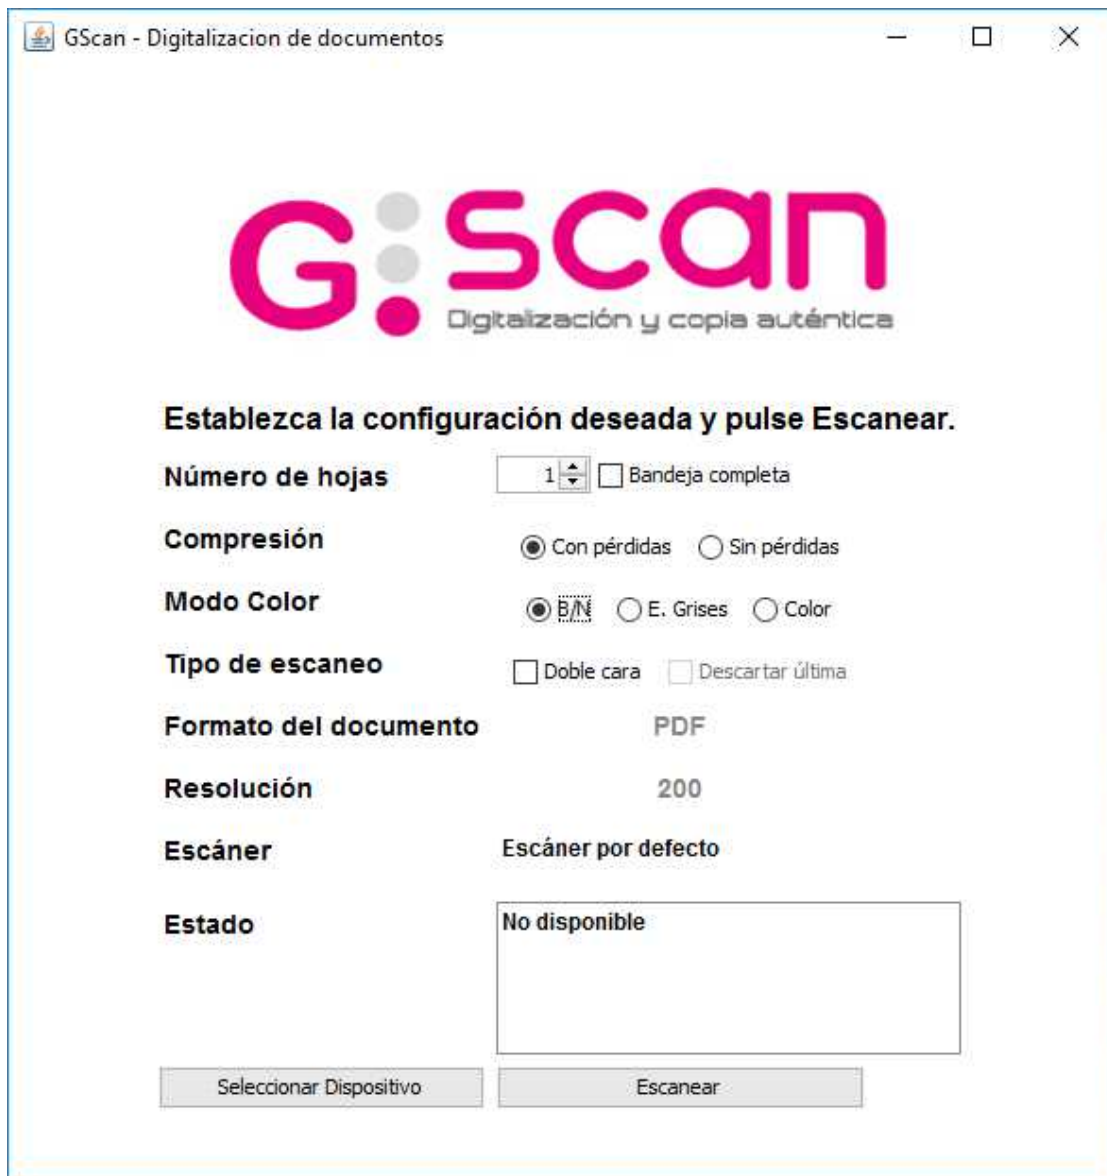 GScan - Digitalizacion de documentos
G scan
Digitalización y copia auténtica
Establezca la configuración deseada y pulse Escanear.
Número de hojas 1 Bandeja completa
Compresión Con pérdidas Sin pérdidas
Modo Color B/N E. Grises Color
Tipo de escaneo Doble cara Descartar última
Formato del documento PDF
Resolución 200
Escáner Escáner por defecto
Estado No disponible
Seleccionar Dispositivo Escanear